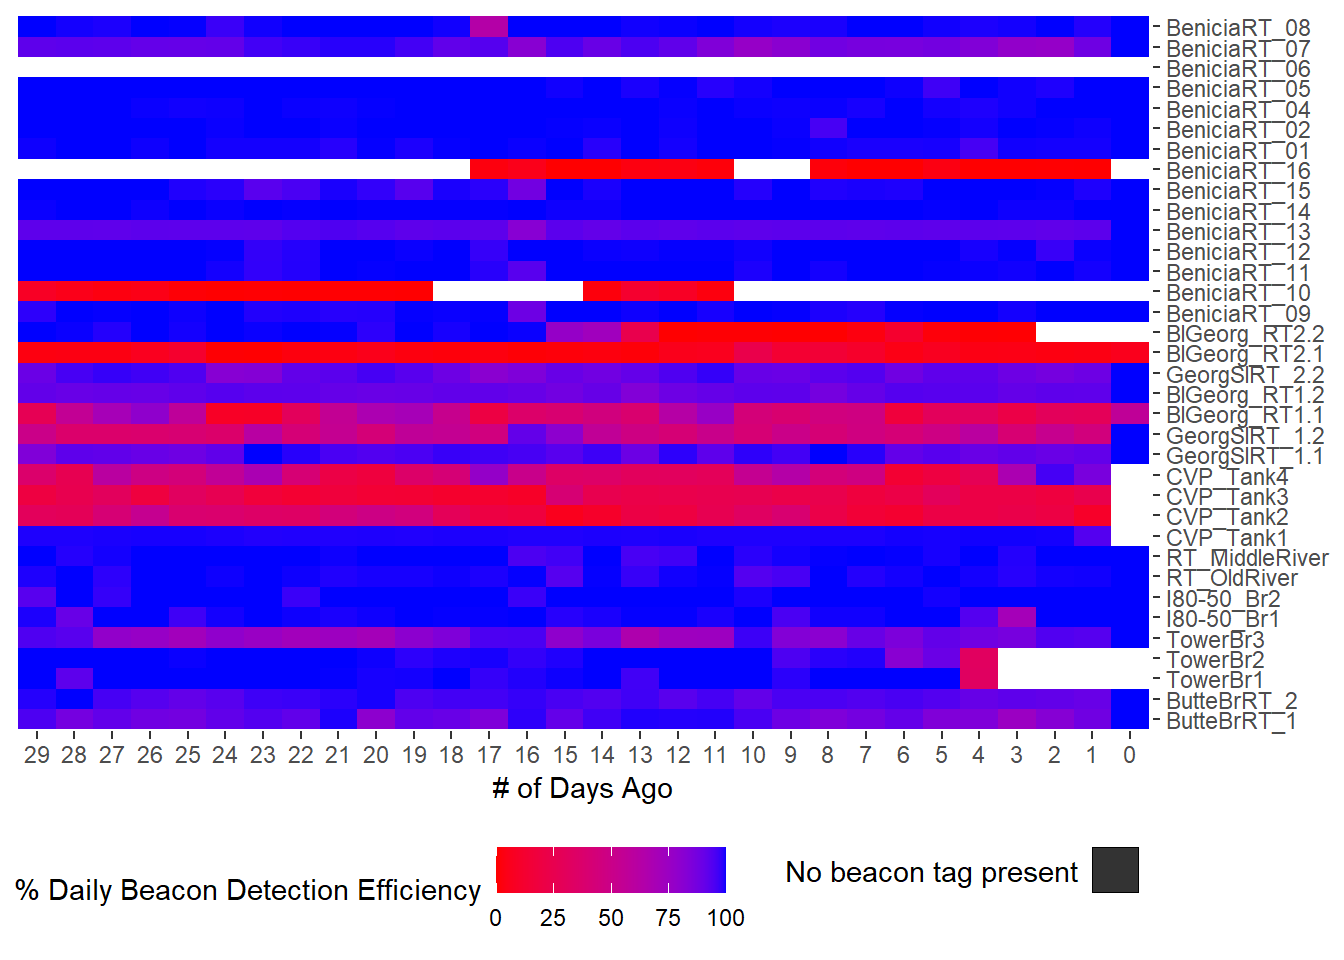 BeniciaRT_08
BeniciaRT_07
BeniciaRT_06
BeniciaRT_05
BeniciaRT_04
BeniciaRT_02
BeniciaRT_01
BeniciaRT_16
BeniciaRT_15
BeniciaRT_14
BeniciaRT_13
BeniciaRT_12
BeniciaRT_11
BeniciaRT_10
BeniciaRT_09
BlGeorg_RT2.2
BlGeorg_RT2.1
GeorgSlRT_2.2
BlGeorg_RT1.2
BlGeorg_RT1.1
GeorgSlRT_1.2
GeorgSlRT_1.1
CVP_Tank4
CVP_Tank3
CVP_Tank2
CVP_Tank1
RT_MiddleRiver
RT_OldRiver
I80-50_Br2
I80-50_Br1
TowerBr3
TowerBr2
TowerBr1
ButteBrRT_2
ButteBrRT_1
29 28 27 26 25 24 23 22 21 20 19 18 17 16 15 14 13 12 11 10 9 8 7 6 5 4 3 2 1 0
# of Days Ago
% Daily Beacon Detection Efficiency
0 25 50 75 100
No beacon tag present